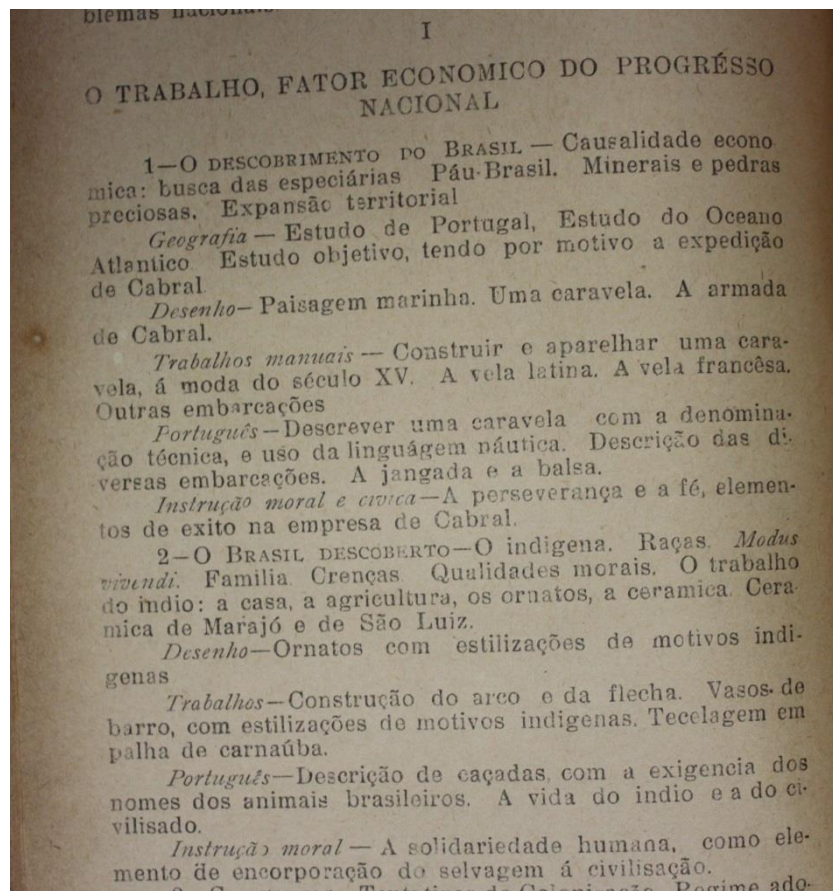 blemas nacionais.
I
O TRABALHO, FATOR ECONOMICO DO PROGRÉSSO
NACIONAL
1—O DESCOBRIMENTO DO BRASIL — Causalidade econo
mica: busca das especiárias Páu-Brasil. Minerais e pedras
preciosas. Expansão territorial
Geografia — Estudo de Portugal, Estudo do Oceano
Atlantico Estudo objetivo, tendo por motivo a expedição
de Cabral
Desenho— Paisagem marinha. Uma caravela. A armada
de Cabral.
Trabalhos manuais — Construir e aparelhar uma cara-
vela, á moda do século XV. A vela latina. A vela francêsa.
Outras embarcações
Português—Descrever uma caravela com a denomina-
ção técnica, e uso da linguágem náutica. Descrição das di-
versas embarcações. A jangada e a balsa.
Instrução moral e civica—A perseverança e a fé, elemen-
tos de exito na empresa de Cabral.
2—O BRASIL DESCOBERTO—O indigena. Raças. Modus
vivendi. Familia. Crenças. Qualidades morais. O trabalho
do indio: a casa, a agricultura, os ornatos, a ceramica. Cera-
mica de Marajó e de São Luiz.
Desenho—Ornatos com estilizações de motivos indi-
genas
Trabalhos—Construção do arco e da flecha. Vasos de
barro, com estilizações de motivos indigenas. Tecelagem em
palha de carnaúba.
Português—Descrição de caçadas, com a exigencia dos
nomes dos animais brasileiros. A vida do indio e a do ci-
vilisado.
Instrução moral — A solidariedade humana, como ele-
mento de encorporação do selvagem á civilisação.
Regime ado-